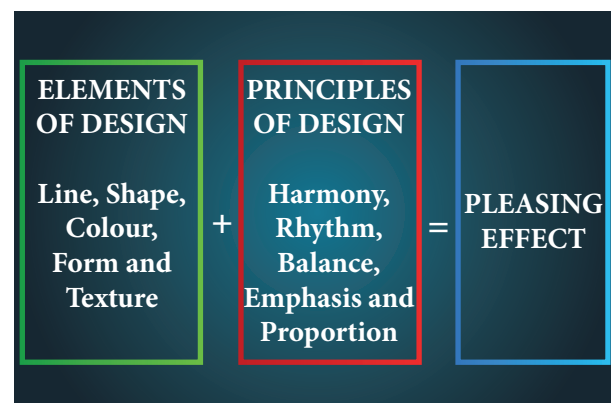 ELEMENTS
OF DESIGN
Line, Shape,
Colour,
Form and
Texture
+
PRINCIPLES
OF DESIGN
Harmony,
Rhythm,
Balance,
Emphasis and
Proportion
=
PLEASING
EFFECT